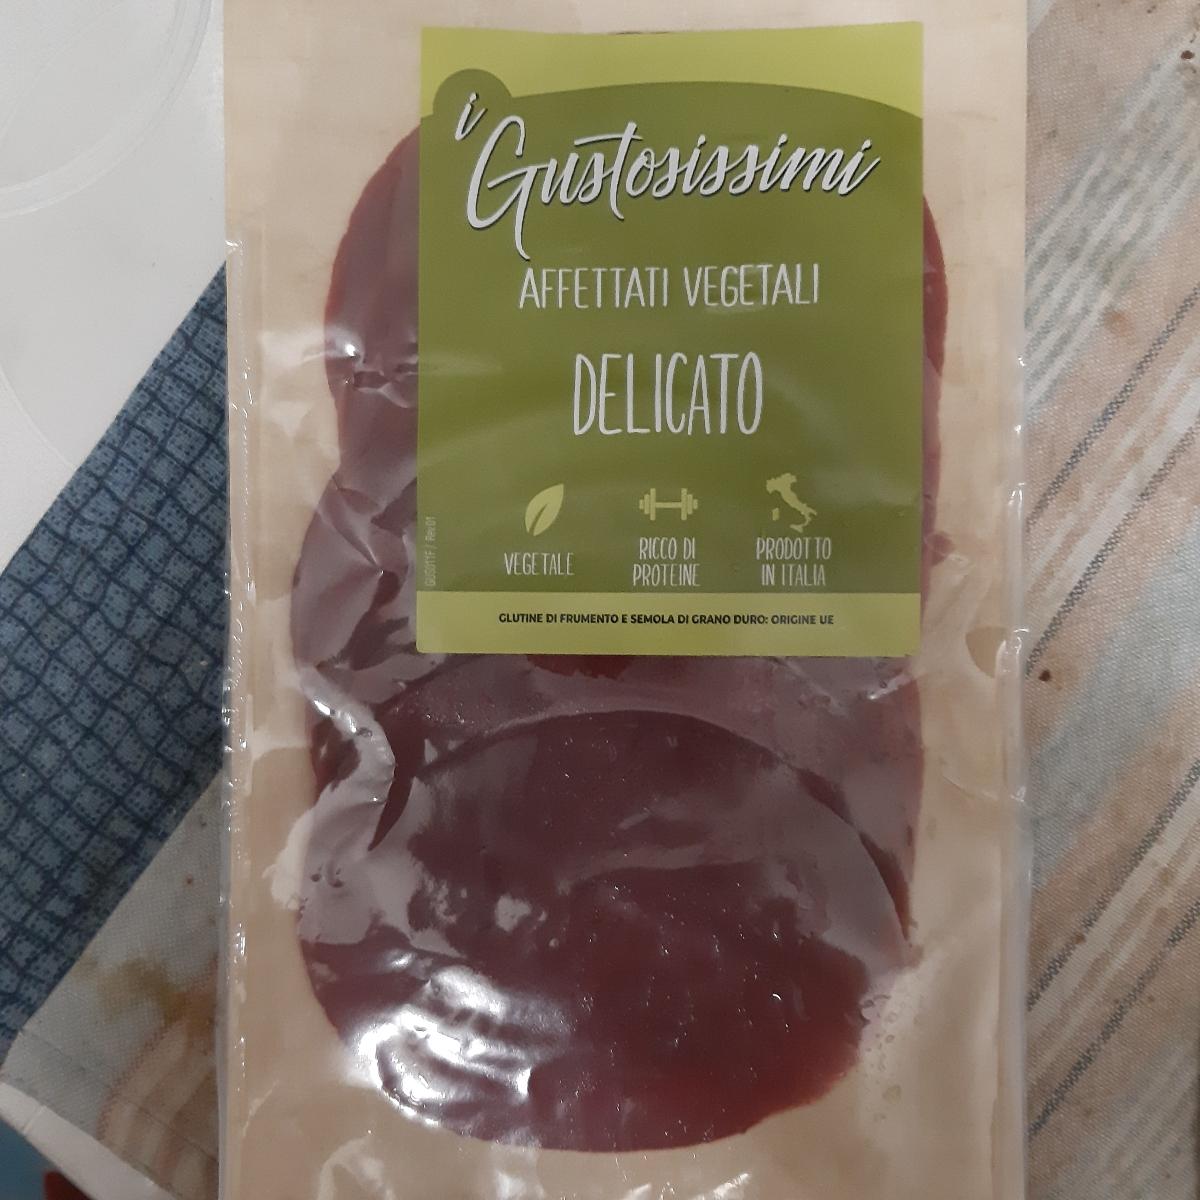 i
Gustosissimi
AFFETTATI VEGETALI
DELICATO
VEGETALE
RICCO DI
PROTEINE
PRODOTTO
IN ITALIA
GLUTINE DI FRUMENTO E SEMOLA DI GRANO DURO: ORIGINE UE